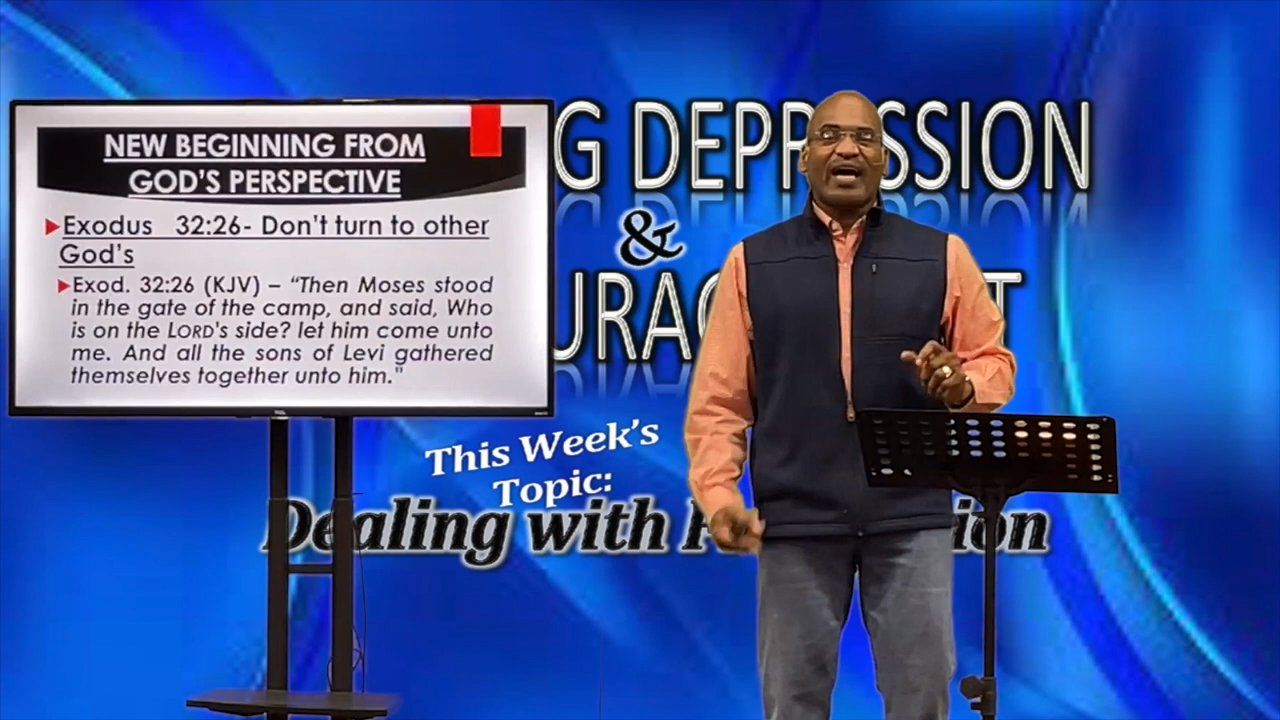 NEW BEGINNING FROM
GOD'S PERSPECTIVE
Exodus 32:26- Don't turn to other
God's
Exod. 32:26 (KJV) – "Then Moses stood
in the gate of the camp, and said, Who
is on the LORD's side? let him come unto
me. And all the sons of Levi gathered
themselves together unto him."
TCL
G DEPR SSION
&
URAG T
This Week's
Topic:
Dealing with